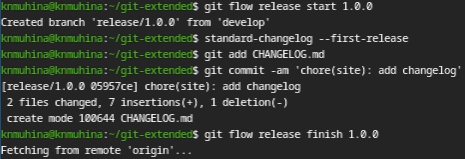 knmuhina@knmuhina:~/git-extended$ git flow release start 1.0.0
Created branch 'release/1.0.0' from 'develop'
knmuhina@knmuhina:~/git-extended$ standard-changelog --first-release
knmuhina@knmuhina:~/git-extended$ git add CHANGELOG.md
knmuhina@knmuhina:~/git-extended$ git commit -am 'chore(site): add changelog'
[release/1.0.0 05957ce] chore(site): add changelog
 2 files changed, 7 insertions(+), 1 deletion(-)
 create mode 100644 CHANGELOG.md
knmuhina@knmuhina:~/git-extended$ git flow release finish 1.0.0
Fetching from remote 'origin'...